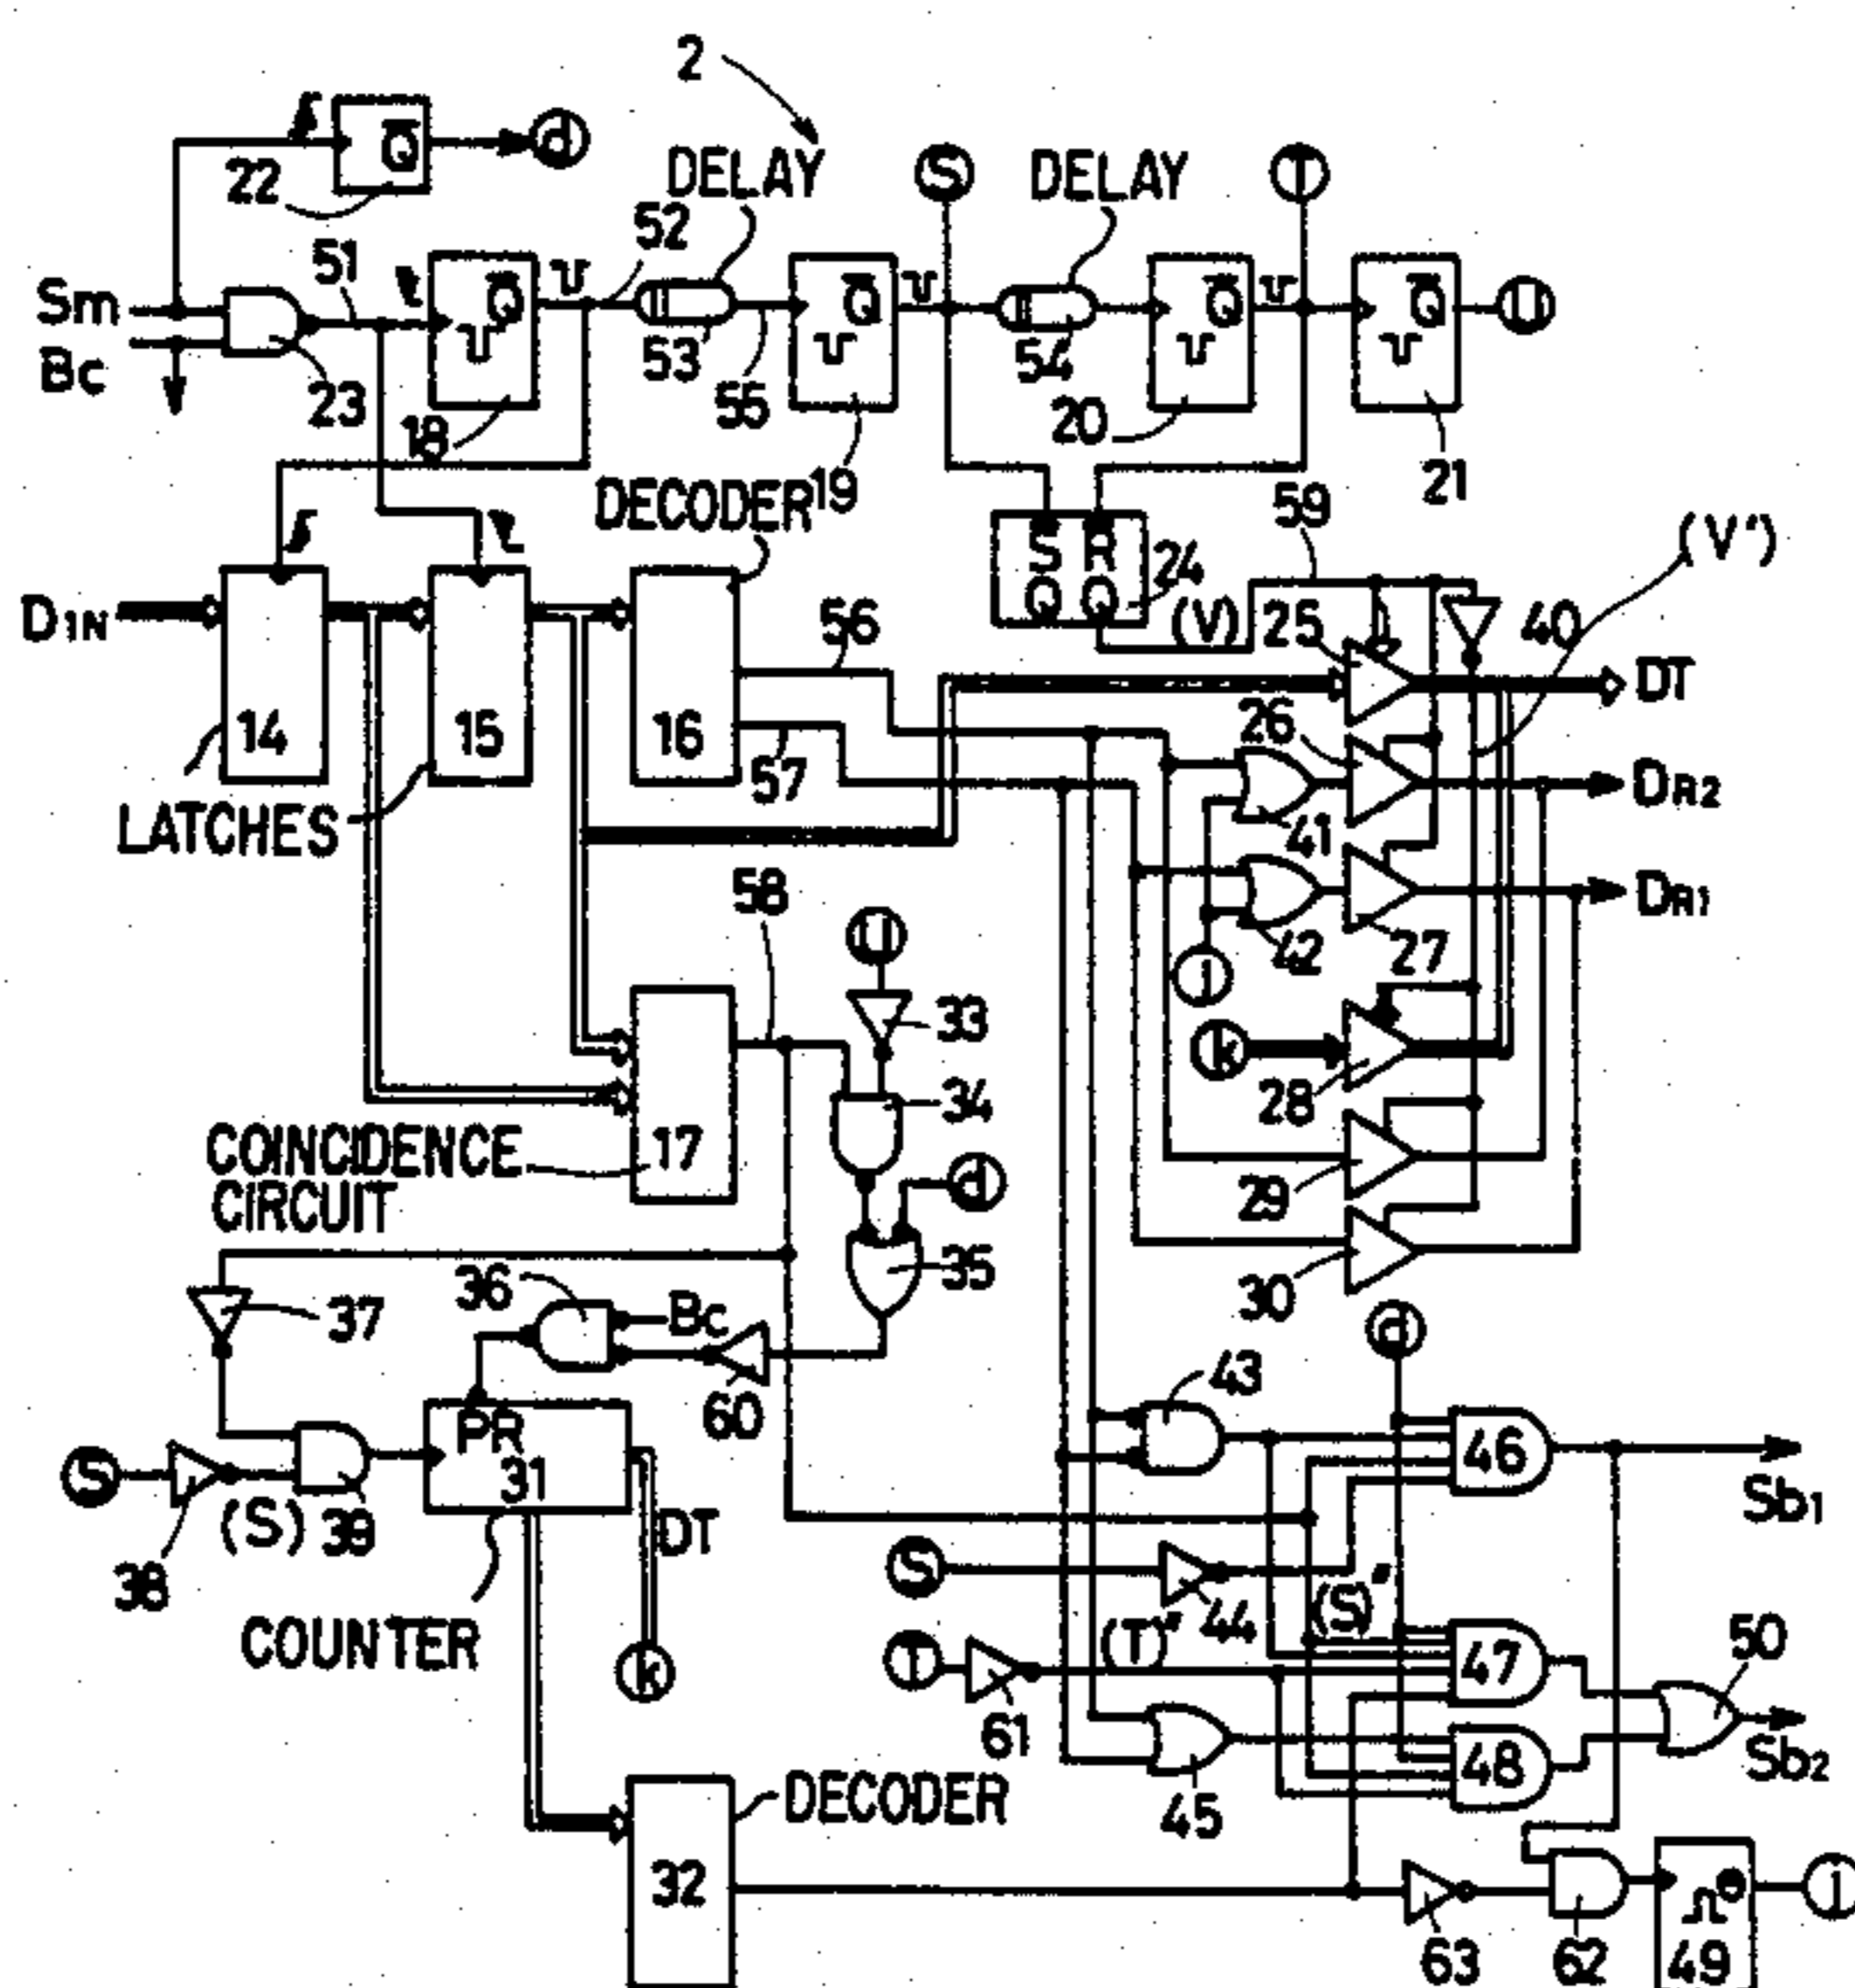 2
Q̄ d
22
DELAY S DELAY T
52
51
Sm
Bc
23
Q̄
18
53
55
Q̄
19
54
Q̄
20
Q̄
21
U
DECODER
59
(V')
S R
Q Q
24
(V)
DIN
14
15
16
56
57
25
40
DT
26
DR2
41
LATCHES
58
42
27
DR1
U
j
33
k
28
34
17
COINCIDENCE
CIRCUIT
d
29
35
30
36
Bc
37
60
d
43
PR
31
46
Sb1
S
38
(S)
39
DT
S
44
(S)"
COUNTER
k
T
(T)"
61
47
50
45
48
Sb2
DECODER
32
63
62
49
j